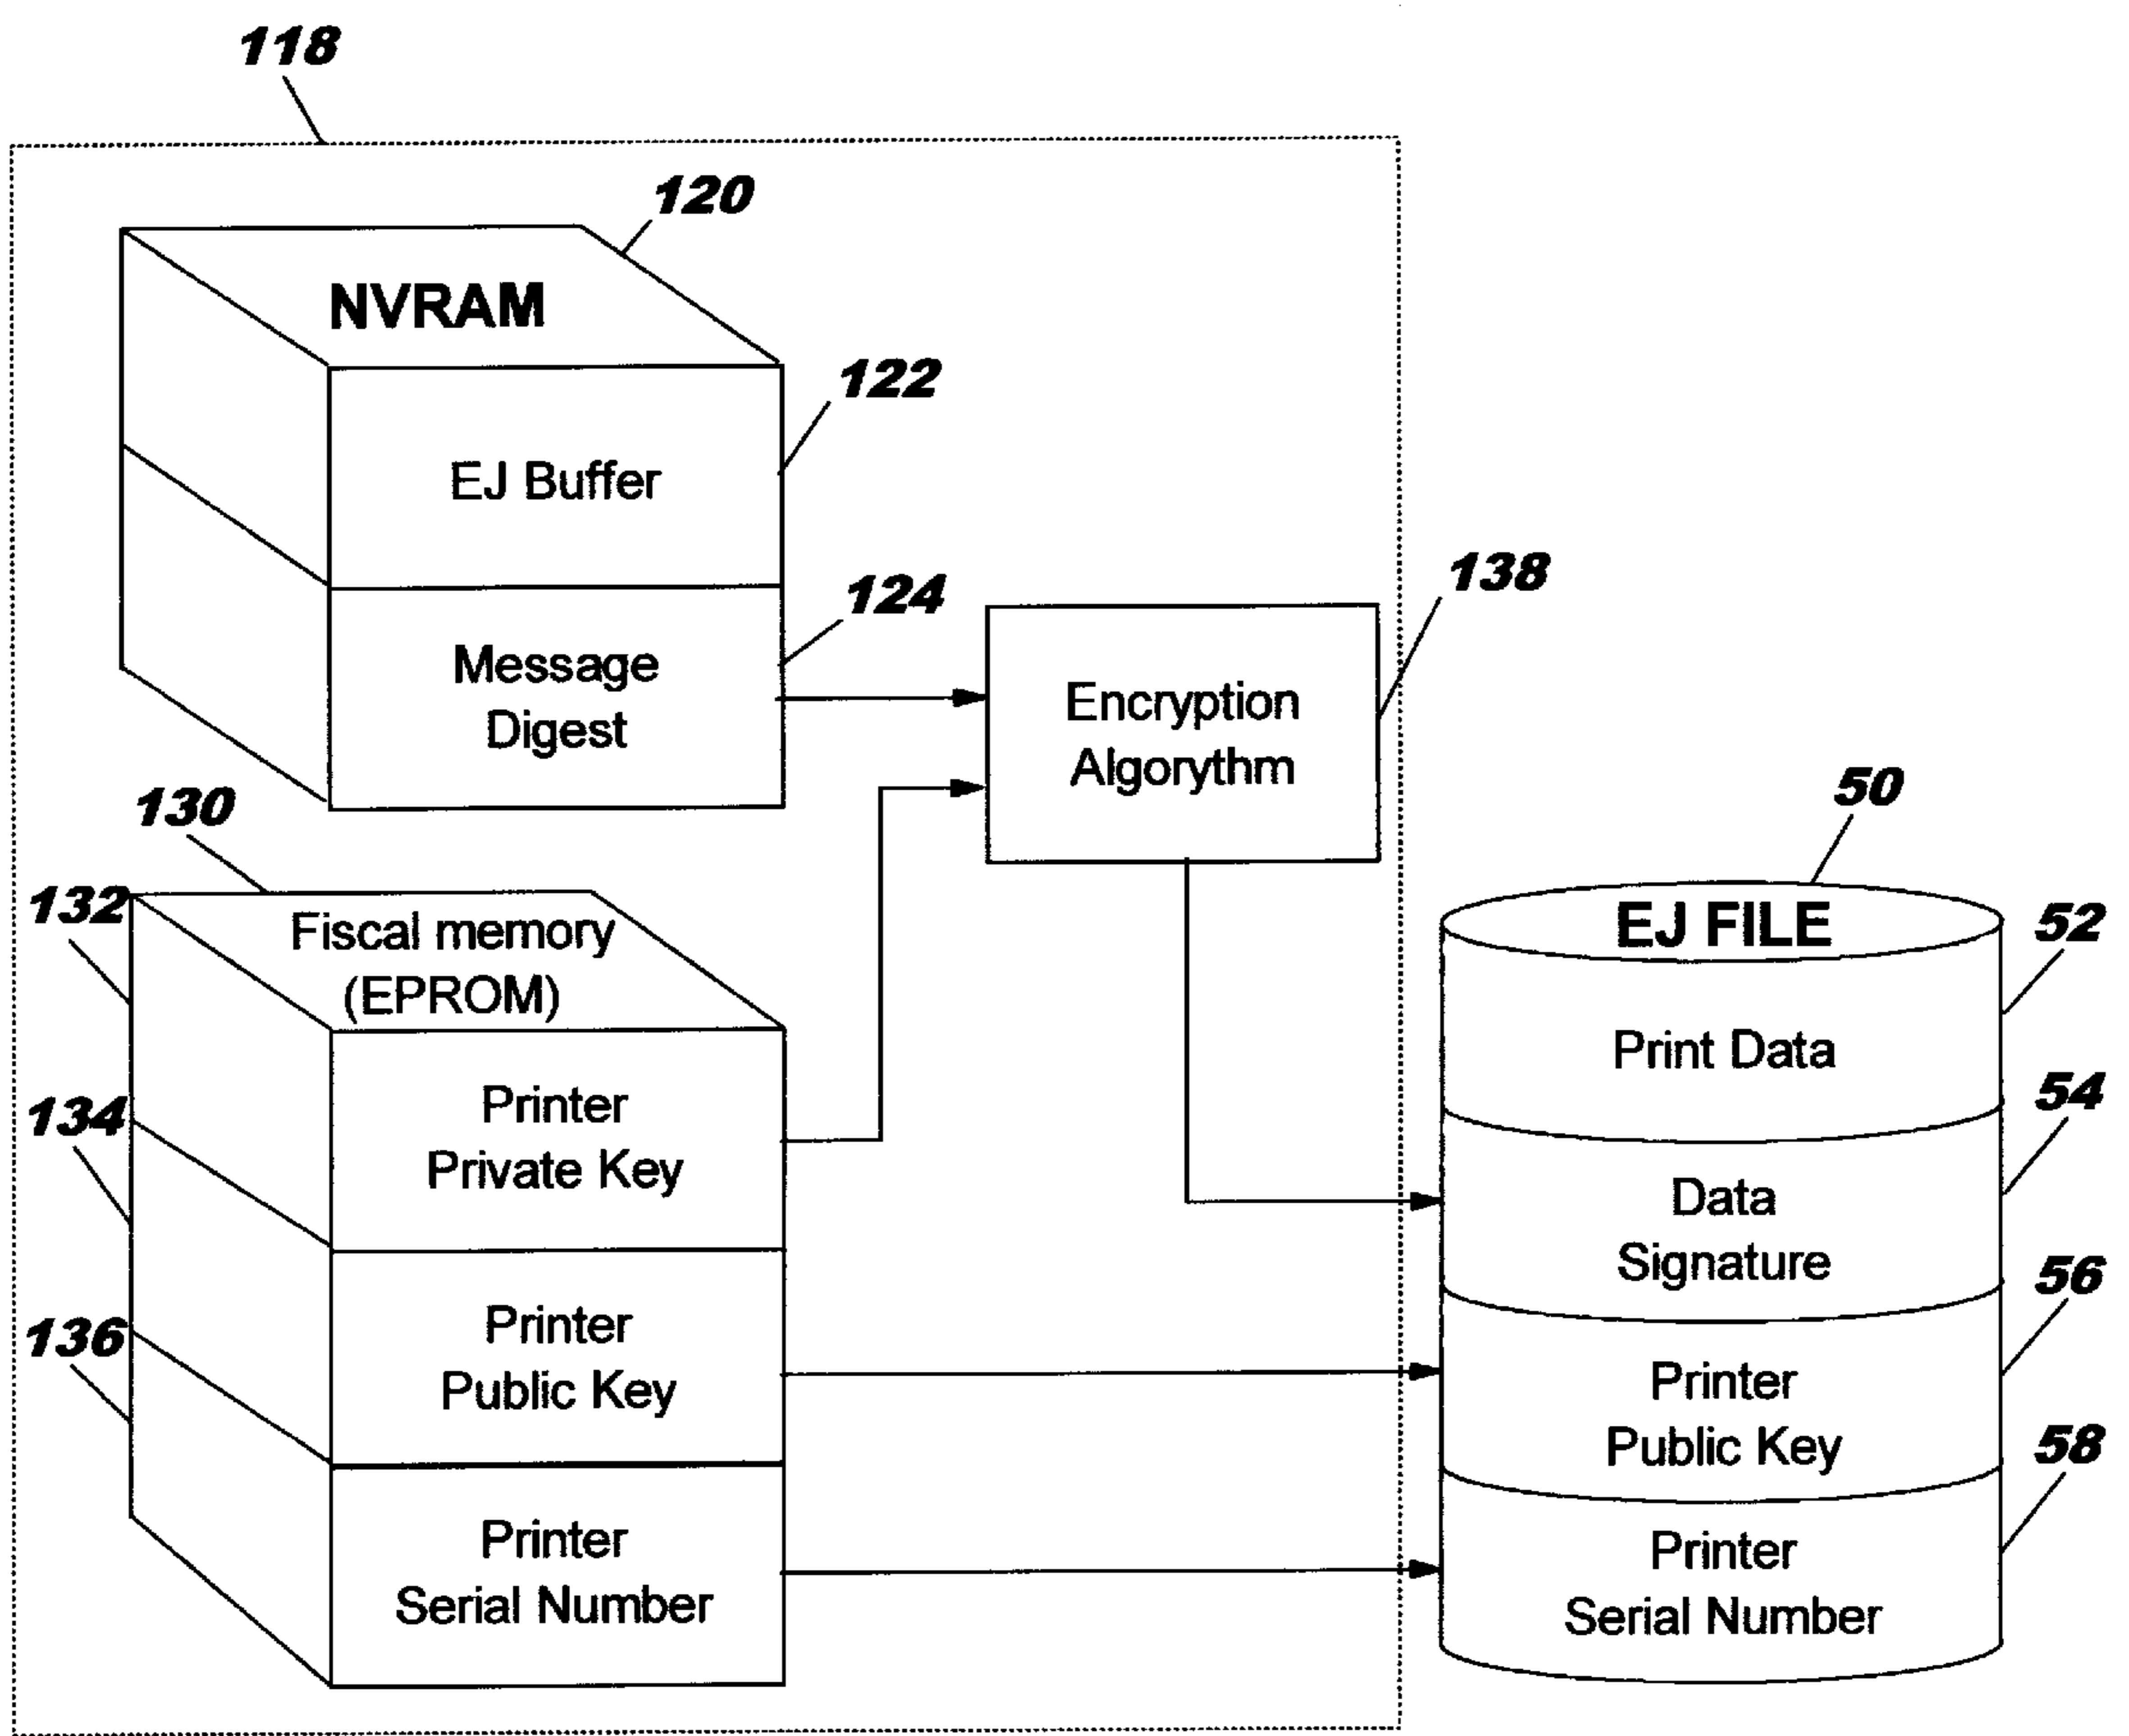 118
120
NVRAM
122
EJ Buffer
124
Message
Digest
138
Encryption
Algorythm
130
132
Fiscal memory
(EPROM)
134
Printer
Private Key
136
Printer
Public Key
Printer
Serial Number
50
EJ FILE
52
Print Data
54
Data
Signature
56
Printer
Public Key
58
Printer
Serial Number